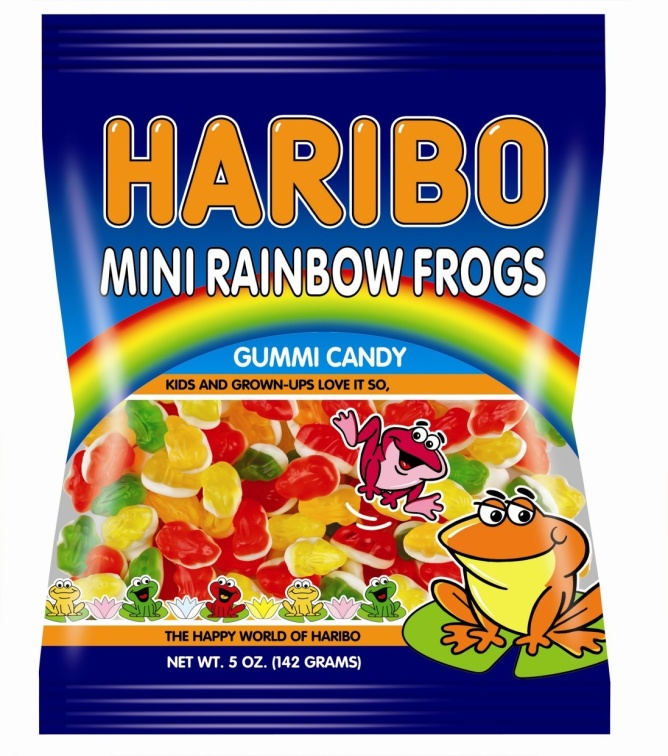 HARIBO
MINI RAINBOW FROGS
GUMMI CANDY
KIDS AND GROWN-UPS LOVE IT SO,
THE HAPPY WORLD OF HARIBO
NET WT. 5 OZ. (142 GRAMS)